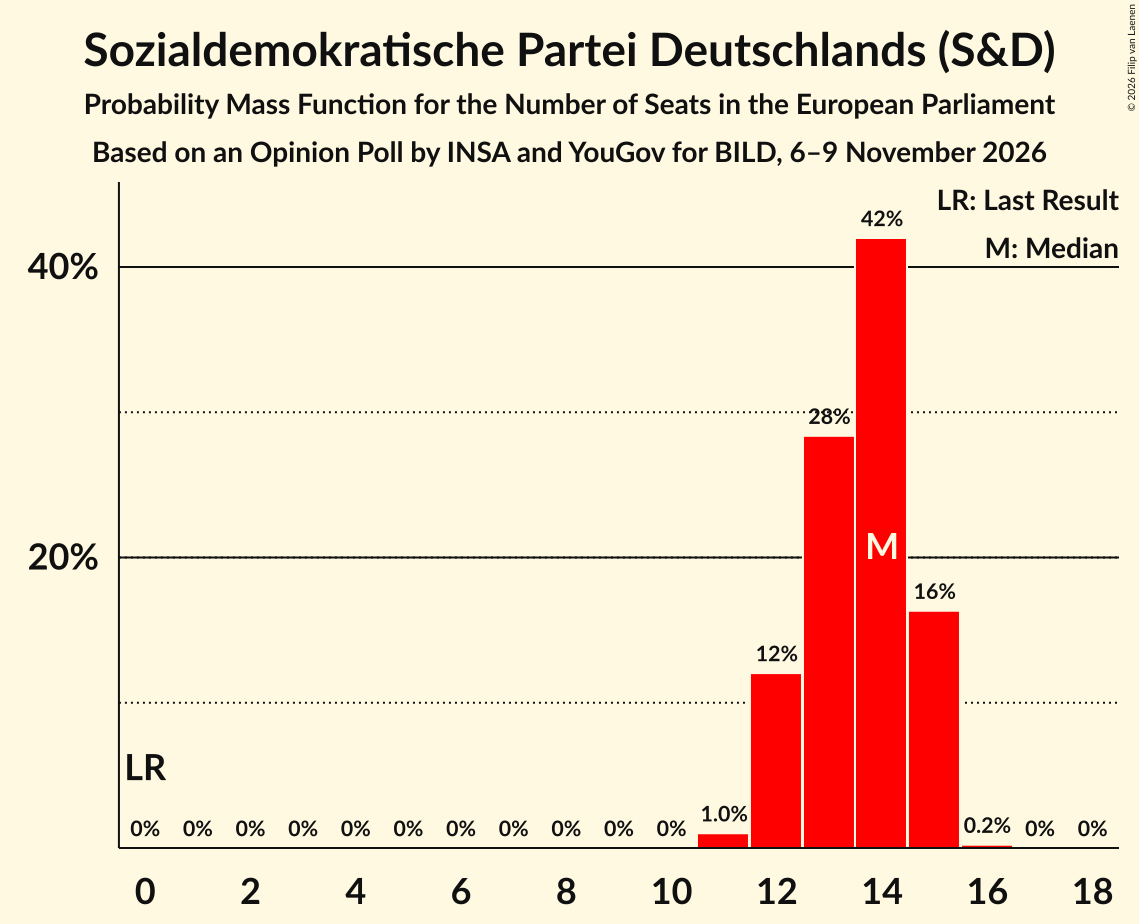 Sozialdemokratische Partei Deutschlands (S&D)
Probability Mass Function for the Number of Seats in the European Parliament
Based on an Opinion Poll by INSA and YouGov for BILD, 6–9 November 2026
© 2026 Filip van Laenen
LR: Last Result
M: Median
42%
40%
28%
20%
M
16%
12%
LR
0% 0% 0% 0% 0% 0% 0% 0% 0% 0% 0% 1.0% 0.2% 0% 0%
0 2 4 6 8 10 12 14 16 18